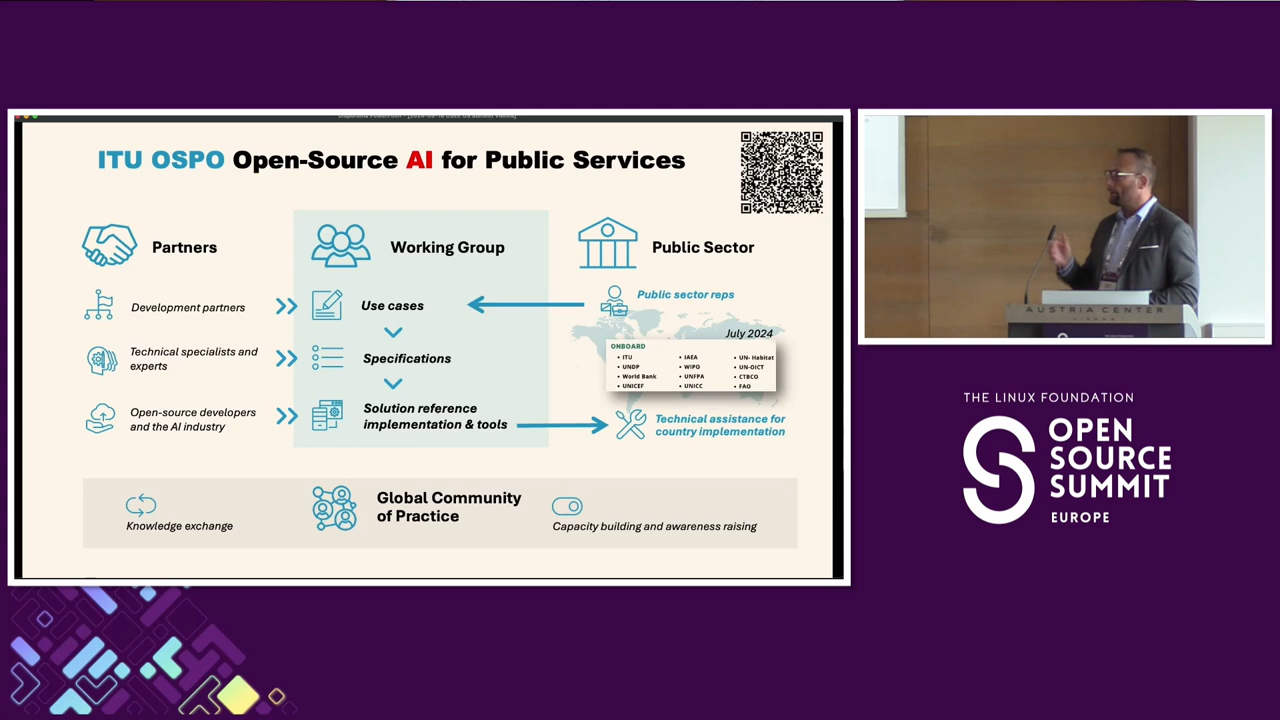 ITU OSPO Open-Source AI for Public Services
Partners
Working Group
Public Sector
Development partners
Use cases
Public sector reps
Technical specialists and
experts
Specifications
July 2024
ONBOARD
• ITU
• UNDP
• World Bank
• UNICEF
• IAEA
• WIPO
• UNFPA
• UNICC
• UN- Habitat
• UN-OICT
• CTBCO
• FAO
Open-source developers
and the AI industry
Solution reference
implementation & tools
Technical assistance for
country implementation
Knowledge exchange
Global Community
of Practice
Capacity building and awareness raising
AUSTRIA CENTER
VIENNA
THE LINUX FOUNDATION
OPEN
SOURCE
SUMMIT
EUROPE